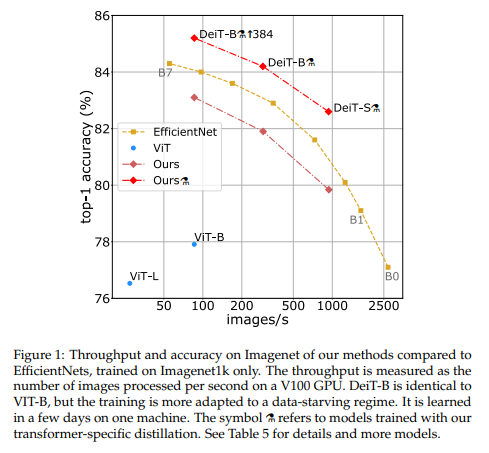 86
84
82
80
78
76
top-1 accuracy (%)
DeiT-B⚗↑384
DeiT-B⚗
DeiT-S⚗
B7
EfficientNet
ViT
Ours
Ours⚗
B1
ViT-B
ViT-L
B0
50 100 200 500 1000 2500
images/s
Figure 1: Throughput and accuracy on Imagenet of our methods compared to
EfficientNets, trained on Imagenet1k only. The throughput is measured as the
number of images processed per second on a V100 GPU. DeiT-B is identical to
VIT-B, but the training is more adapted to a data-starving regime. It is learned
in a few days on one machine. The symbol ⚗ refers to models trained with our
transformer-specific distillation. See Table 5 for details and more models.